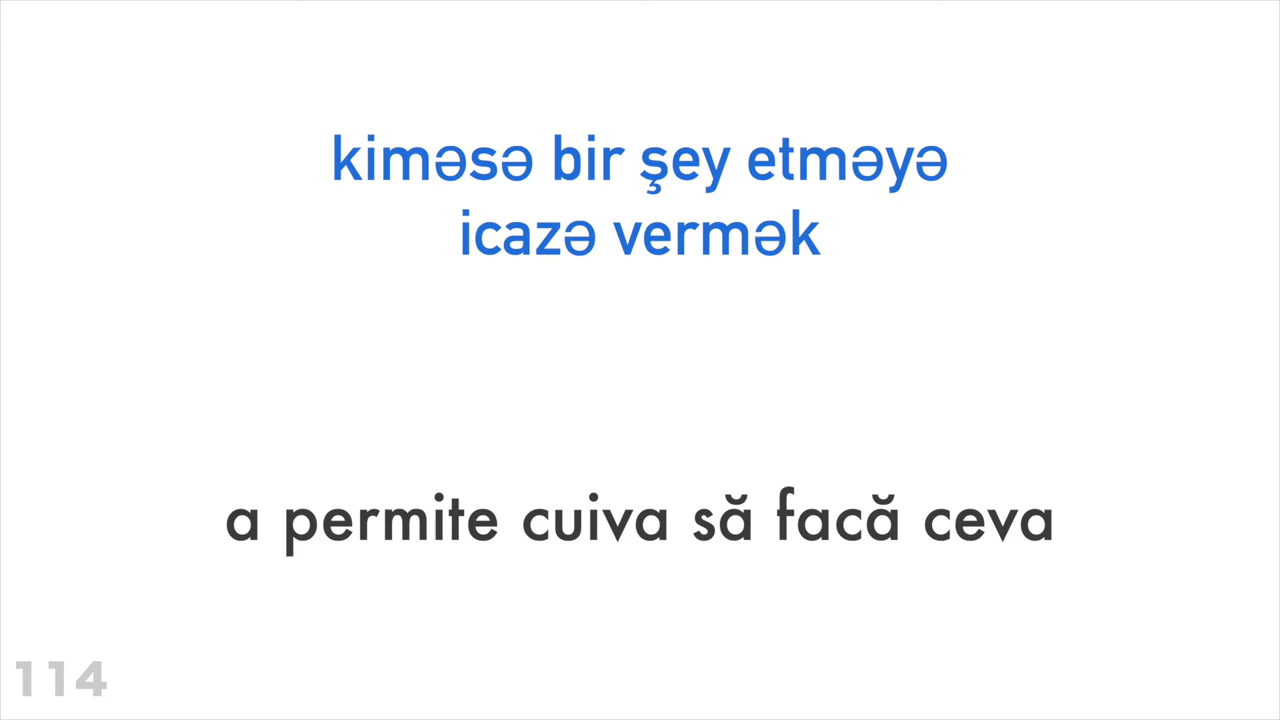 kiməsə bir şey etməyə
icazə vermək
a permite cuiva să facă ceva
114